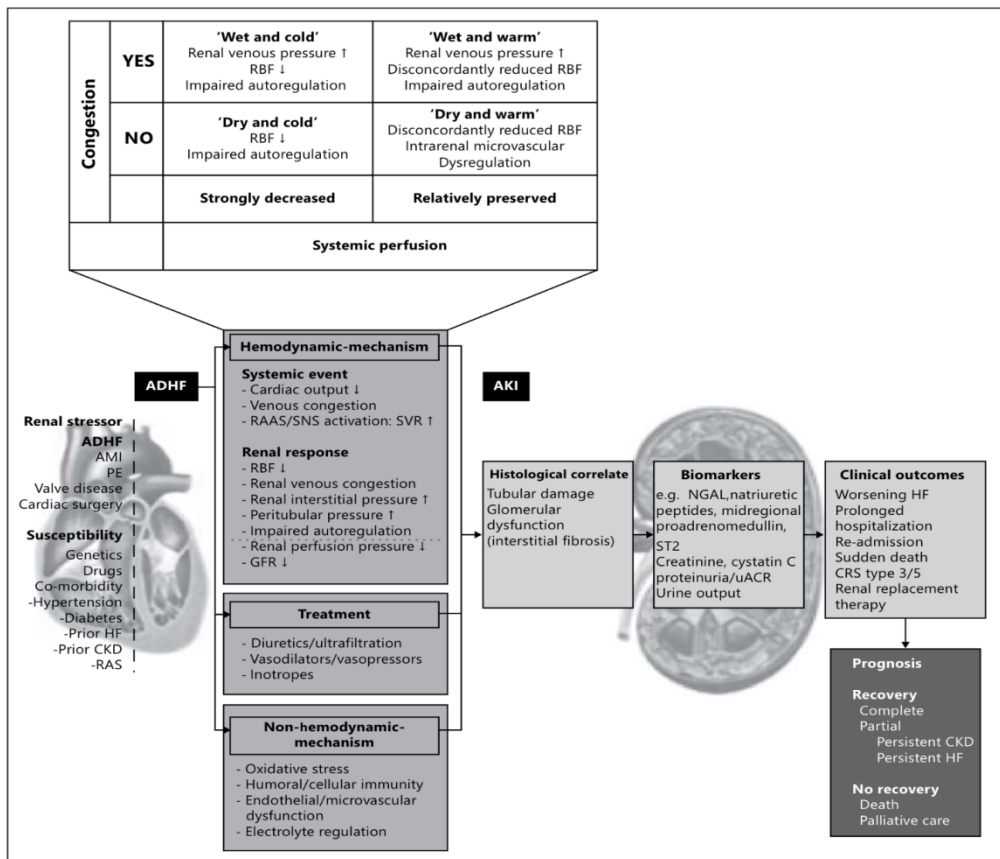 Congestion
YES
'Wet and cold'
Renal venous pressure ↑
RBF ↓
Impaired autoregulation
'Wet and warm'
Renal venous pressure ↑
Discordantly reduced RBF
Impaired autoregulation
NO
'Dry and cold'
RBF ↓
Impaired autoregulation
'Dry and warm'
Discordantly reduced RBF
Intrarenal microvascular
Dysregulation
Strongly decreased
Relatively preserved
Systemic perfusion
ADHF
Renal stressor
ADHF
AMI
PE
Valve disease
Cardiac surgery
Susceptibility
Genetics
Drugs
Co-morbidity
-Hypertension
-Diabetes
-Prior HF
-Prior CKD
-RAS
Hemodynamic-mechanism
Systemic event
- Cardiac output ↓
- Venous congestion
- RAAS/SNS activation: SVR ↑
Renal response
- RBF ↓
- Renal venous congestion
- Renal interstitial pressure ↑
- Peritubular pressure ↑
- Impaired autoregulation
- Renal perfusion pressure ↓
- GFR ↓
Treatment
- Diuretics/ultrafiltration
- Vasodilators/vasopressors
- Inotropes
Non-hemodynamic-
mechanism
- Oxidative stress
- Humoral/cellular immunity
- Endothelial/microvascular
dysfunction
- Electrolyte regulation
AKI
Histological correlate
Tubular damage
Glomerular
dysfunction
(interstitial fibrosis)
Biomarkers
e.g. NGAL,natriuretic
peptides, midregional
proadrenomedullin,
ST2
Creatinine, cystatin C
proteinuria/uACR
Urine output
Clinical outcomes
Worsening HF
Prolonged
hospitalization
Re-admission
Sudden death
CRS type 3/5
Renal replacement
therapy
Prognosis
Recovery
Complete
Partial
Persistent CKD
Persistent HF
No recovery
Death
Palliative care